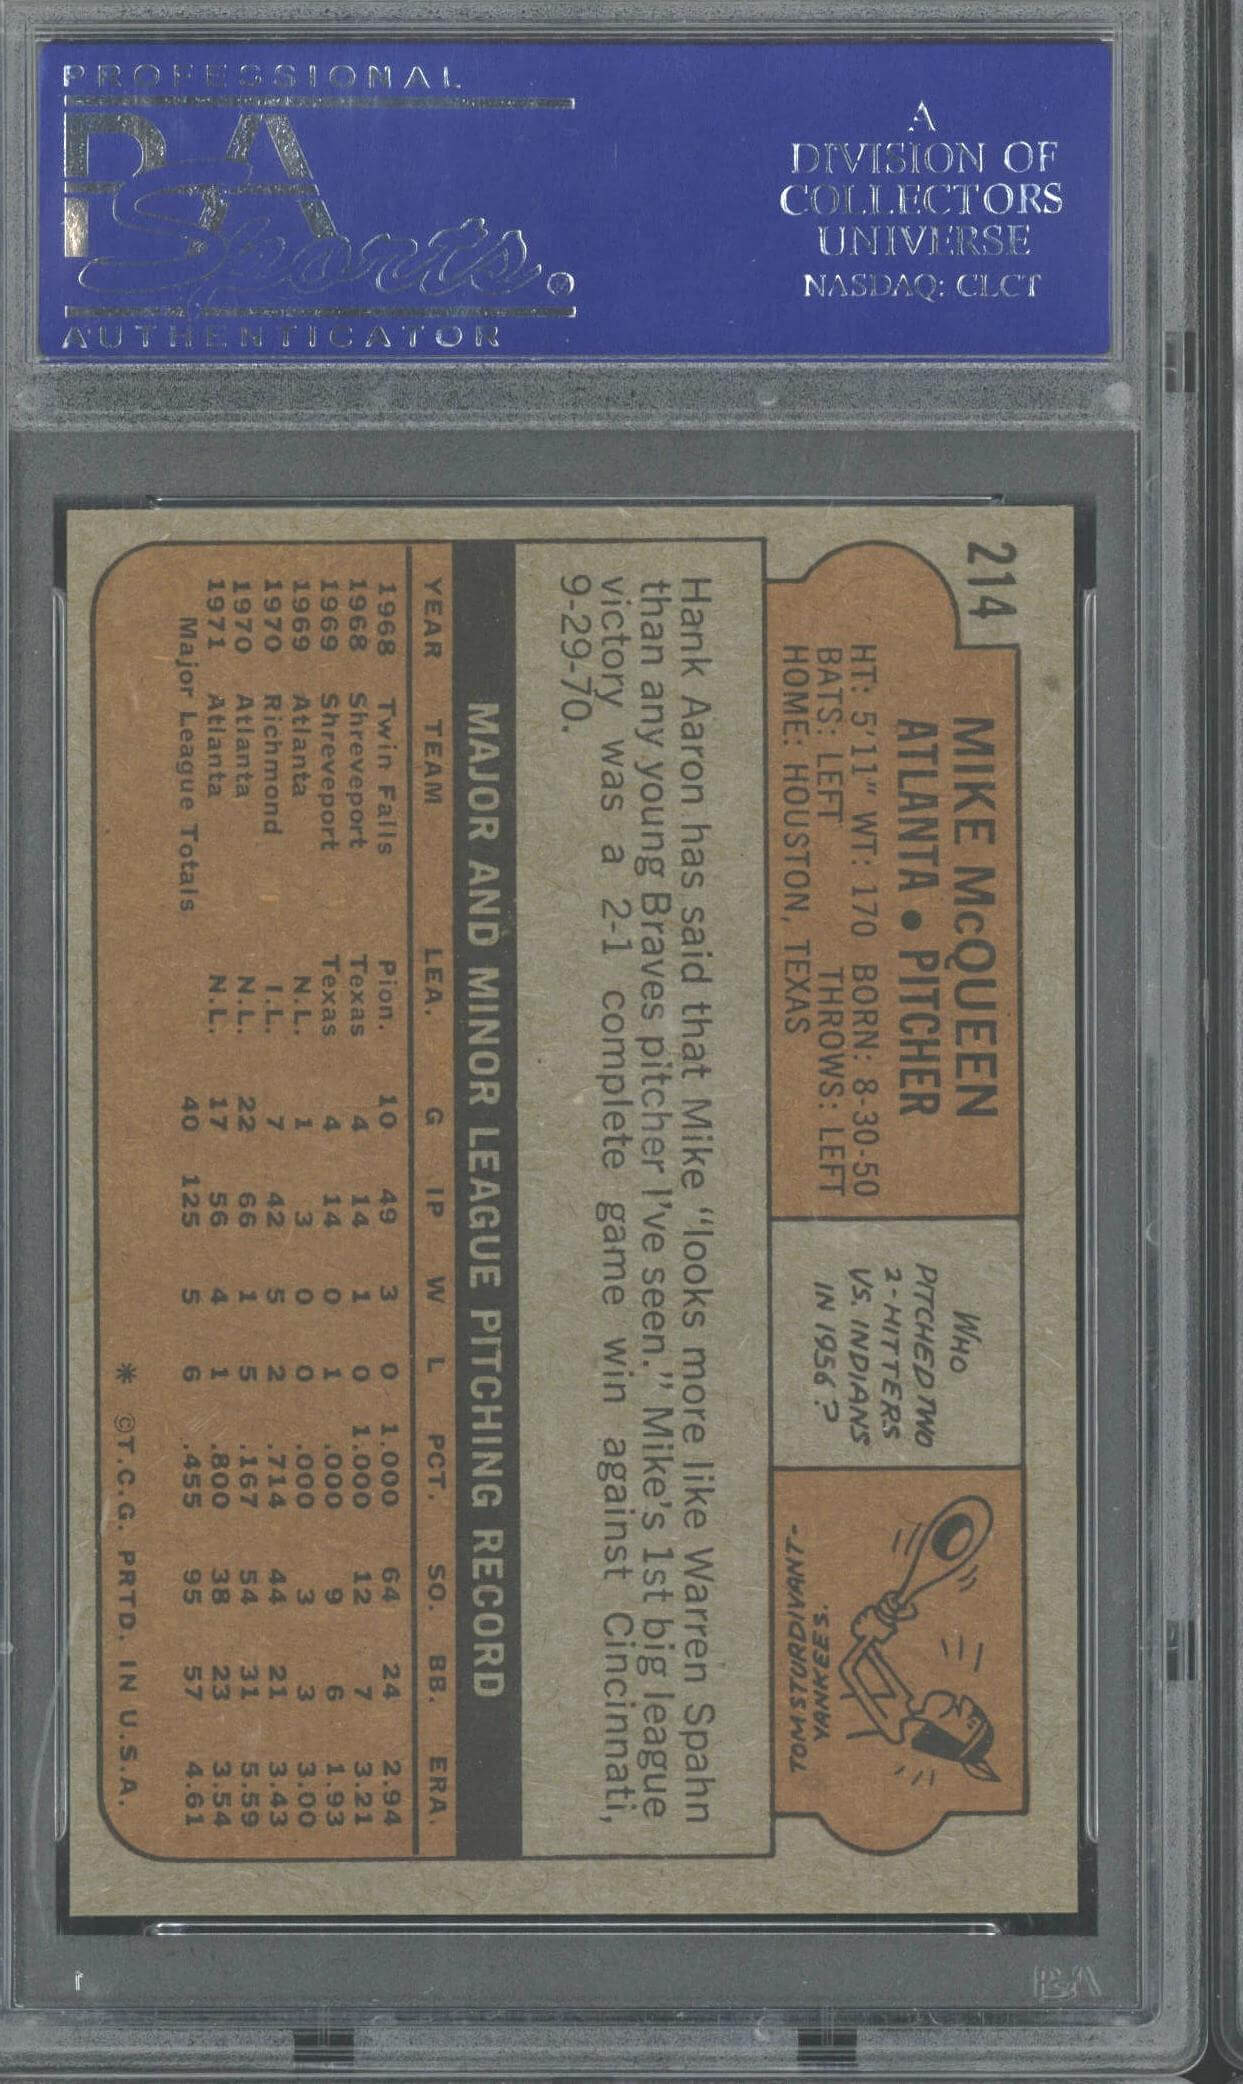 PROFESSIONAL
PSA
Sports®
AUTHENTICATOR
A
DIVISION OF
COLLECTORS
UNIVERSE
NASDAQ: CLCT
214
MIKE McQUEEN
ATLANTA • PITCHER
HT: 5'11" WT: 170 BORN: 8-30-50
BATS: LEFT THROWS: LEFT
HOME: HOUSTON, TEXAS
WHO
PITCHED TWO
2-HITTERS
VS. INDIANS
IN 1956?
YANKEES'
TOM STURDIVANT-
Hank Aaron has said that Mike "looks more like Warren Spahn
than any young Braves pitcher I've seen." Mike's 1st big league
victory was a 2-1 complete game win against Cincinnati,
9-29-70.
MAJOR AND MINOR LEAGUE PITCHING RECORD
YEAR TEAM LEA. G IP W L PCT. SO. BB. ERA.
1968 Twin Falls Pion. 10 49 3 0 1.000 64 24 2.94
1968 Shreveport Texas 4 14 1 0 1.000 12 7 3.21
1969 Shreveport Texas 4 14 0 1 .000 9 6 1.93
1969 Atlanta N.L. 1 3 0 0 .000 3 3 3.00
1970 Richmond I.L. 7 42 5 2 .714 44 21 3.43
1970 Atlanta N.L. 22 66 1 5 .167 54 31 5.59
1971 Atlanta N.L. 17 56 4 1 .800 38 23 3.54
Major League Totals 40 125 5 6 .455 95 57 4.61
* ©T.C.G. PRTD. IN U.S.A.
1
PSA